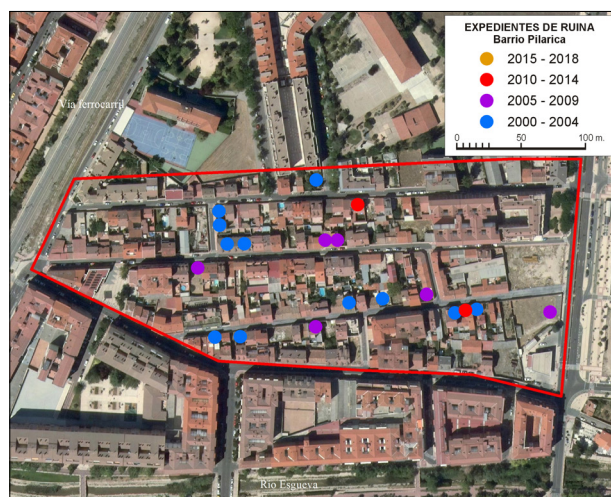 EXPEDIENTES DE RUINA
Barrio Pilarica
2015 - 2018
2010 - 2014
2005 - 2009
2000 - 2004
0 50 100 m.
Vía ferrocarril
Río Esgueva